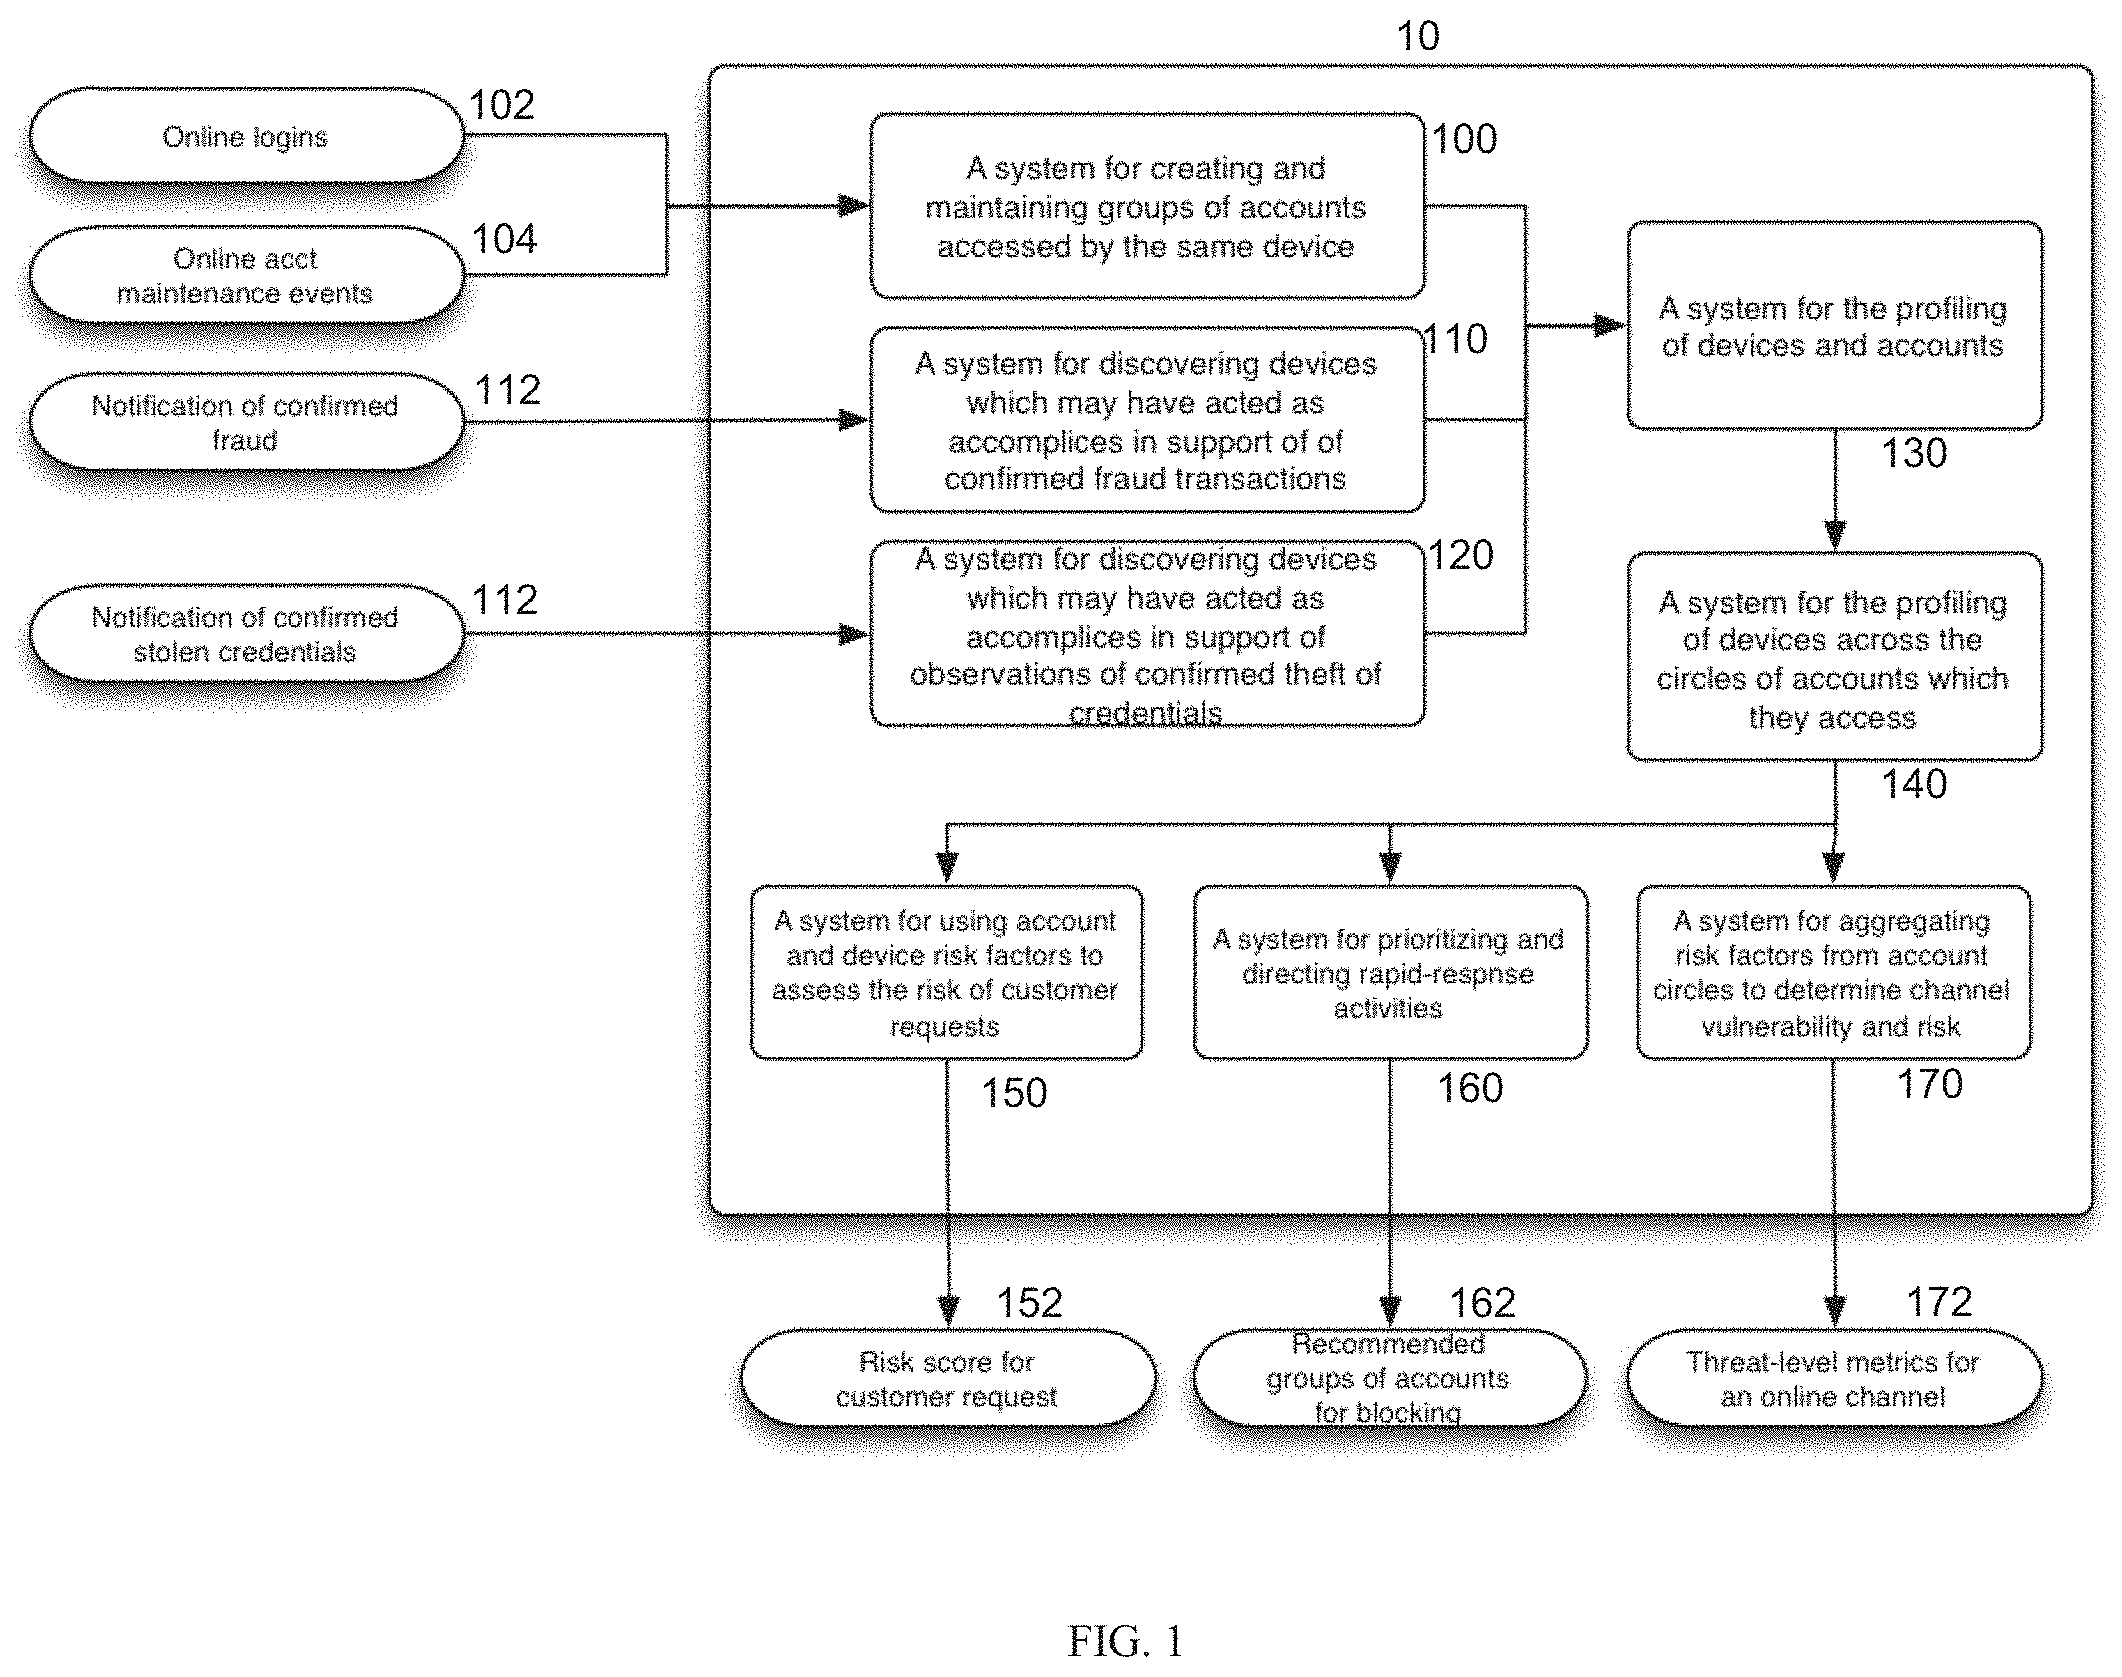 10
Online logins
102
Online acct
maintenance events
104
Notification of confirmed
fraud
112
Notification of confirmed
stolen credentials
112
A system for creating and
maintaining groups of accounts
accessed by the same device
100
A system for discovering devices
which may have acted as
accomplices in support of of
confirmed fraud transactions
110
A system for discovering devices
which may have acted as
accomplices in support of
observations of confirmed theft of
credentials
120
A system for the profiling
of devices and accounts
130
A system for the profiling
of devices across the
circles of accounts which
they access
140
A system for using account
and device risk factors to
assess the risk of customer
requests
150
A system for prioritizing and
directing rapid-respnse
activities
160
A system for aggregating
risk factors from account
circles to determine channel
vulnerability and risk
170
152
Risk score for
customer request
162
Recommended
groups of accounts
for blocking
172
Threat-level metrics for
an online channel
FIG. 1